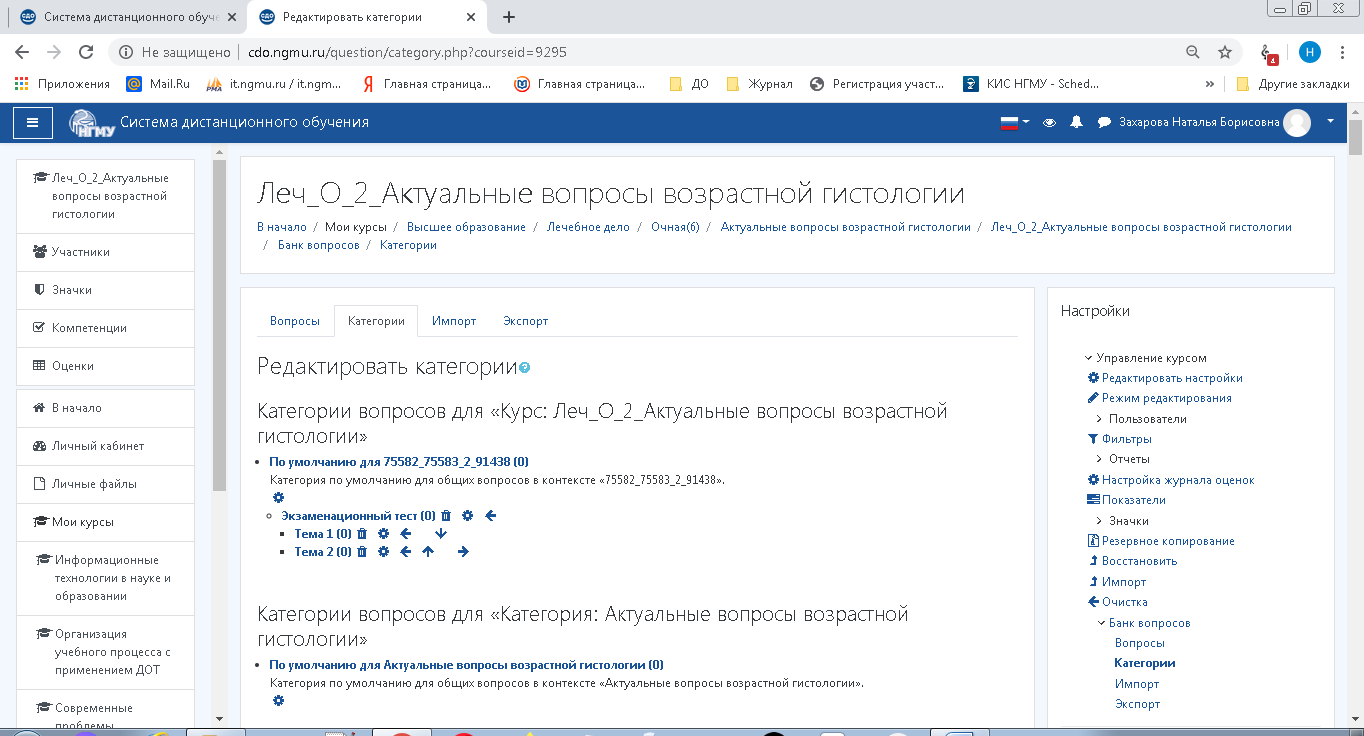 Система дистанционного обуче
Редактировать категории
Не защищено | cdo.ngmu.ru/question/category.php?courseid=9295
4
Н
Приложения
Mail.Ru
it.ngmu.ru / it.ngm...
Главная страница...
Главная страница...
ДО
Журнал
Регистрация участ...
КИС НГМУ - Sched...
»
Другие закладки
НГМУ
Система дистанционного обучения
Захарова Наталья Борисовна
Леч_О_2_Актуальные
вопросы возрастной
гистологии
Участники
Значки
Компетенции
Оценки
В начало
Личный кабинет
Личные файлы
Мои курсы
Информационные
технологии в науке и
образовании
Организация
учебного процесса с
применением ДОТ
Современные
проблемы
Леч_О_2_Актуальные вопросы возрастной гистологии
В начало / Мои курсы / Высшее образование / Лечебное дело / Очная(6) / Актуальные вопросы возрастной гистологии / Леч_О_2_Актуальные вопросы возрастной гистологии
/ Банк вопросов / Категории
Вопросы
Категории
Импорт
Экспорт
Редактировать категории
Категории вопросов для «Курс: Леч_О_2_Актуальные вопросы возрастной
гистологии»
По умолчанию для 75582_75583_2_91438 (0)
Категория по умолчанию для общих вопросов в контексте «75582_75583_2_91438».
Экзаменационный тест (0)
Тема 1 (0)
Тема 2 (0)
Категории вопросов для «Категория: Актуальные вопросы возрастной
гистологии»
По умолчанию для Актуальные вопросы возрастной гистологии (0)
Категория по умолчанию для общих вопросов в контексте «Актуальные вопросы возрастной гистологии».
Настройки
Управление курсом
Редактировать настройки
Режим редактирования
Пользователи
Фильтры
Отчеты
Настройка журнала оценок
Показатели
Значки
Резервное копирование
Восстановить
Импорт
Очистка
Банк вопросов
Вопросы
Категории
Импорт
Экспорт